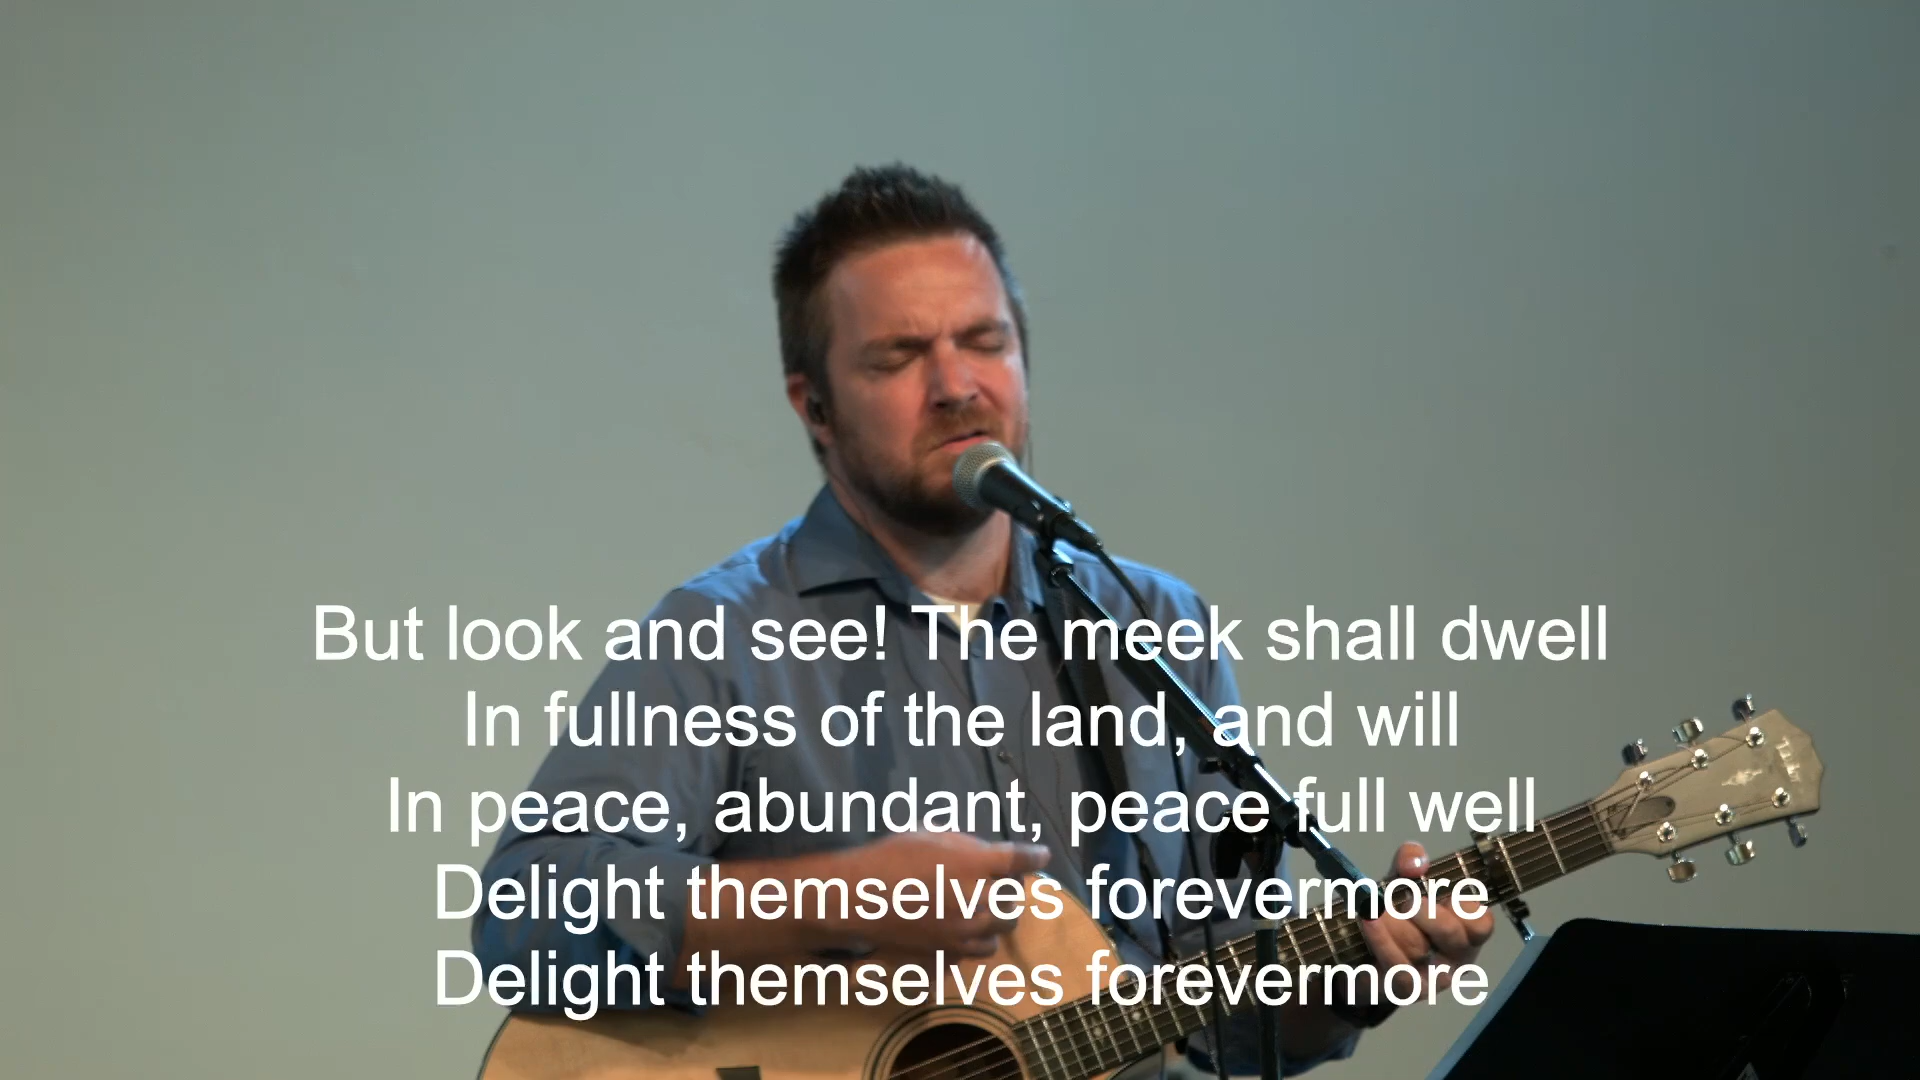 But look and see! The meek shall dwell
In fullness of the land, and will
In peace, abundant, peace full well
Delight themselves forevermore
Delight themselves forevermore